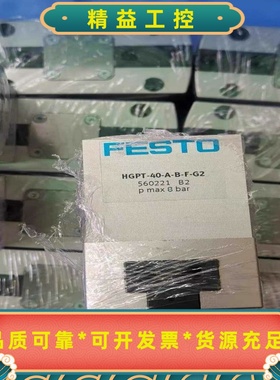 精益工控
FESTO
HGPT-40-A-B-F-G2
560221 B2
p max 8 bar
品质可靠*可开发票*货源充足